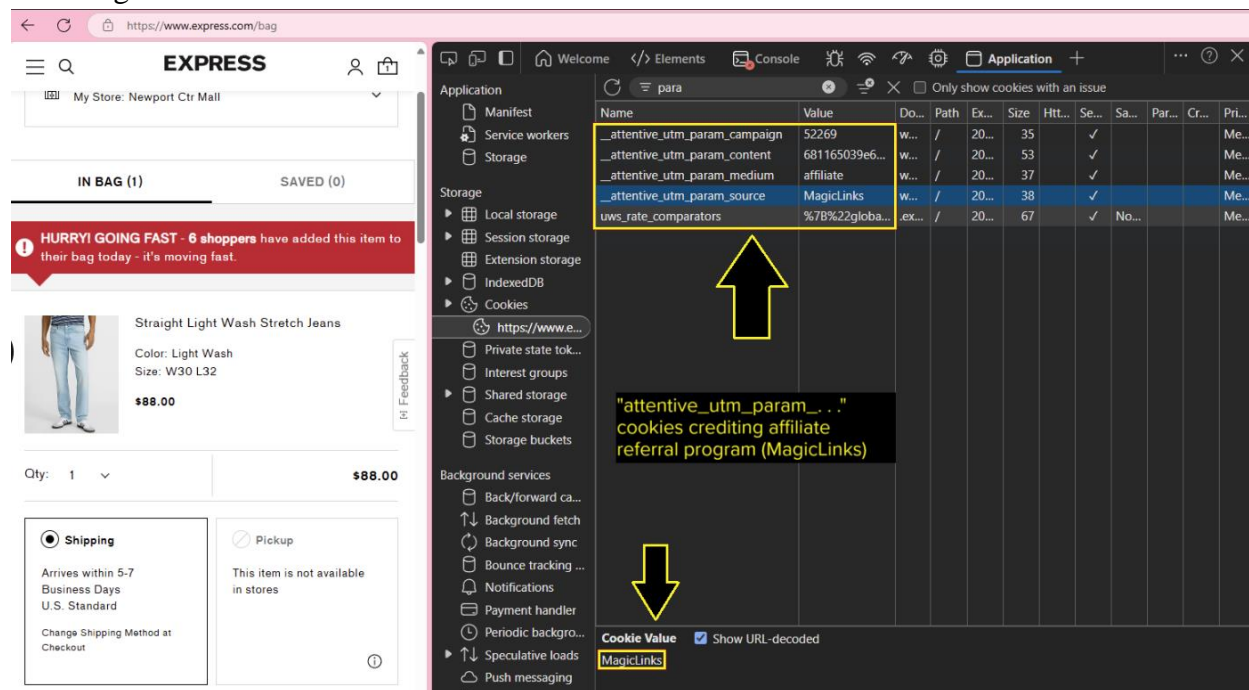 https://www.express.com/bag
EXPRESS
1
My Store: Newport Ctr Mall
IN BAG (1) SAVED (0)
HURRY! GOING FAST - 6 shoppers have added this item to
their bag today - it's moving fast.
Straight Light Wash Stretch Jeans
Color: Light Wash
Size: W30 L32
$88.00
Feedback
Qty: 1 $88.00
Shipping
Arrives within 5-7
Business Days
U.S. Standard
Change Shipping Method at
Checkout
Pickup
This item is not available
in stores
Welcome Elements Console Application
Application
Manifest
Service workers
Storage
Storage
Local storage
Session storage
Extension storage
IndexedDB
Cookies
https://www.e...
Private state tok...
Interest groups
Shared storage
Cache storage
Storage buckets
Background services
Back/forward ca...
Background fetch
Background sync
Bounce tracking ...
Notifications
Payment handler
Periodic backgro...
Speculative loads
Push messaging
para Only show cookies with an issue
Name Value Do... Path Ex... Size Htt... Se... Sa... Par... Cr... Pri...
__attentive_utm_param_campaign 52269 w... / 20... 35 ✓ Me...
__attentive_utm_param_content 681165039e6... w... / 20... 53 ✓ Me...
__attentive_utm_param_medium affiliate w... / 20... 37 ✓ Me...
__attentive_utm_param_source MagicLinks w... / 20... 38 ✓ Me...
uws_rate_comparators %7B%22globa... .ex... / 20... 67 ✓ No... Me...
"attentive_utm_param_. . ."
cookies crediting affiliate
referral program (MagicLinks)
Cookie Value Show URL-decoded
MagicLinks